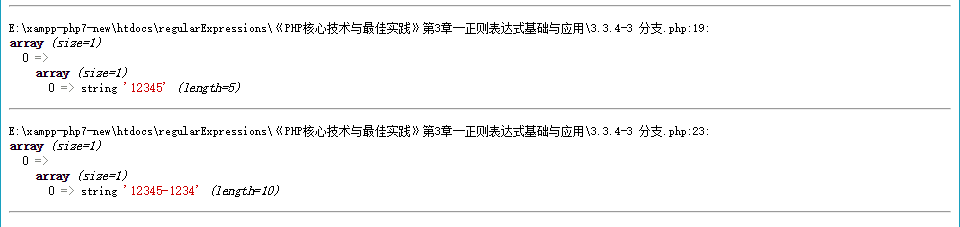 E:\xampp-php7-new\htdocs\regularExpressions\《PHP核心技术与最佳实践》第3章一正则表达式基础与应用\3.3.4-3 分支.php:19:
array (size=1)
0 =>
array (size=1)
0 => string '12345' (length=5)
E:\xampp-php7-new\htdocs\regularExpressions\《PHP核心技术与最佳实践》第3章一正则表达式基础与应用\3.3.4-3 分支.php:23:
array (size=1)
0 =>
array (size=1)
0 => string '12345-1234' (length=10)